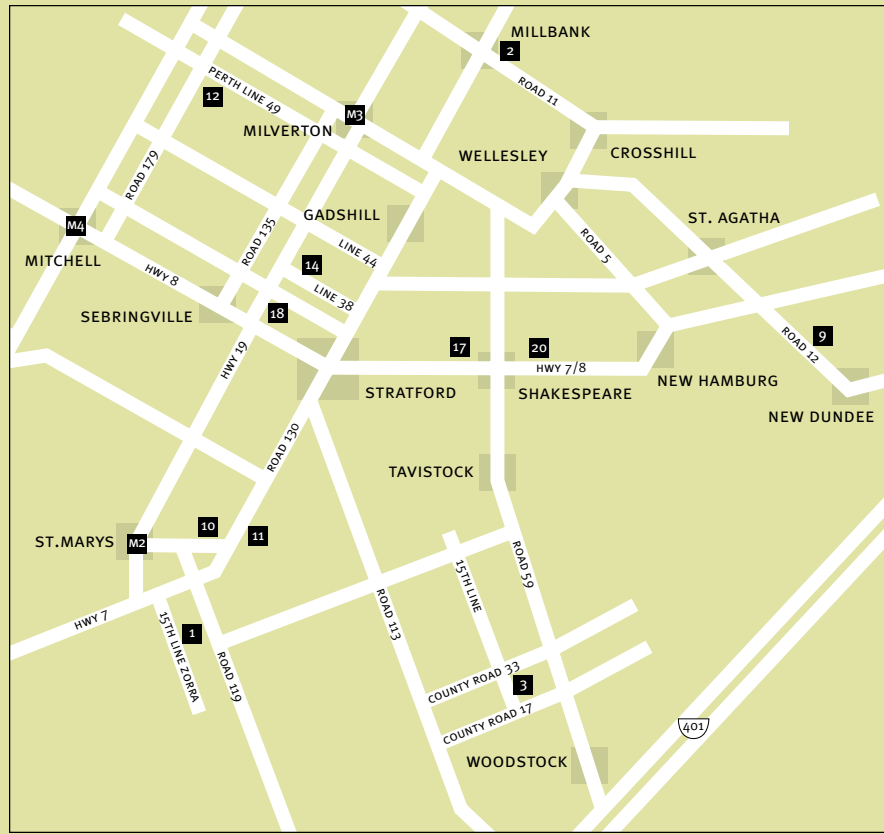 MILLBANK
2
ROAD 11
12
PERTH LINE 49
M3
MILVERTON
WELLESLEY
CROSSHILL
ROAD 179
GADSHILL
ST. AGATHA
M4
ROAD 135
LINE 44
ROAD 5
MITCHELL
HWY 8
14
LINE 38
SEBRINGVILLE
18
HWY 19
17
20
9
ROAD 12
HWY 7/8
STRATFORD
SHAKESPEARE
NEW HAMBURG
NEW DUNDEE
ROAD 130
TAVISTOCK
10
11
ST.MARYS
M2
15TH LINE
ROAD 59
HWY 7
15TH LINE ZORRA
1
ROAD 119
ROAD 113
COUNTY ROAD 33
3
COUNTY ROAD 17
401
WOODSTOCK